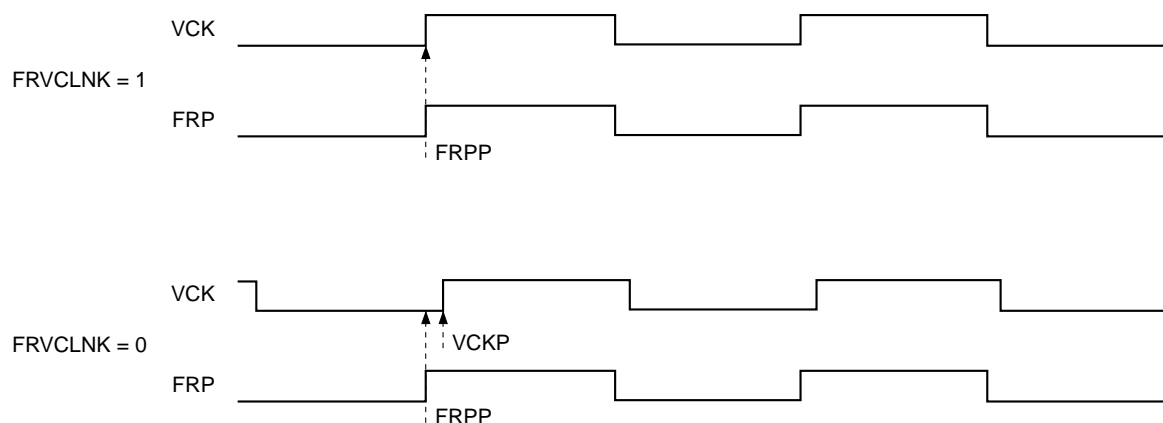 VCK
FRVCLNK = 1
FRP
FRPP
VCK
VCKP
FRVCLNK = 0
FRP
FRPP